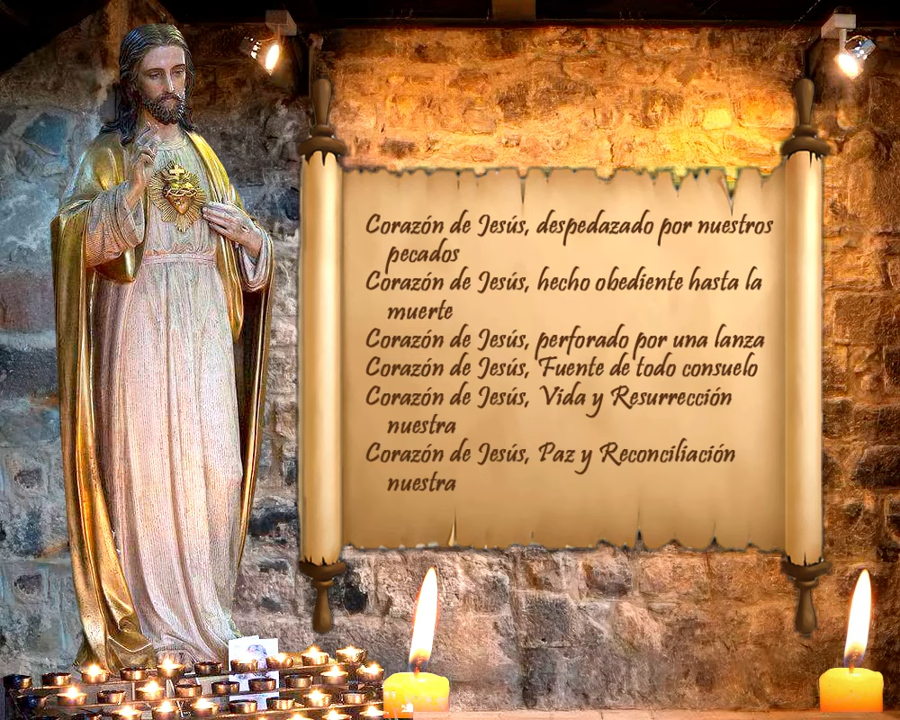 Corazón de Jesús, despedazado por nuestros
pecados
Corazón de Jesús, hecho obediente hasta la
muerte
Corazón de Jesús, perforado por una lanza
Corazón de Jesús, Fuente de todo consuelo
Corazón de Jesús, Vida y Resurrección
nuestra
Corazón de Jesús, Paz y Reconciliación
nuestra